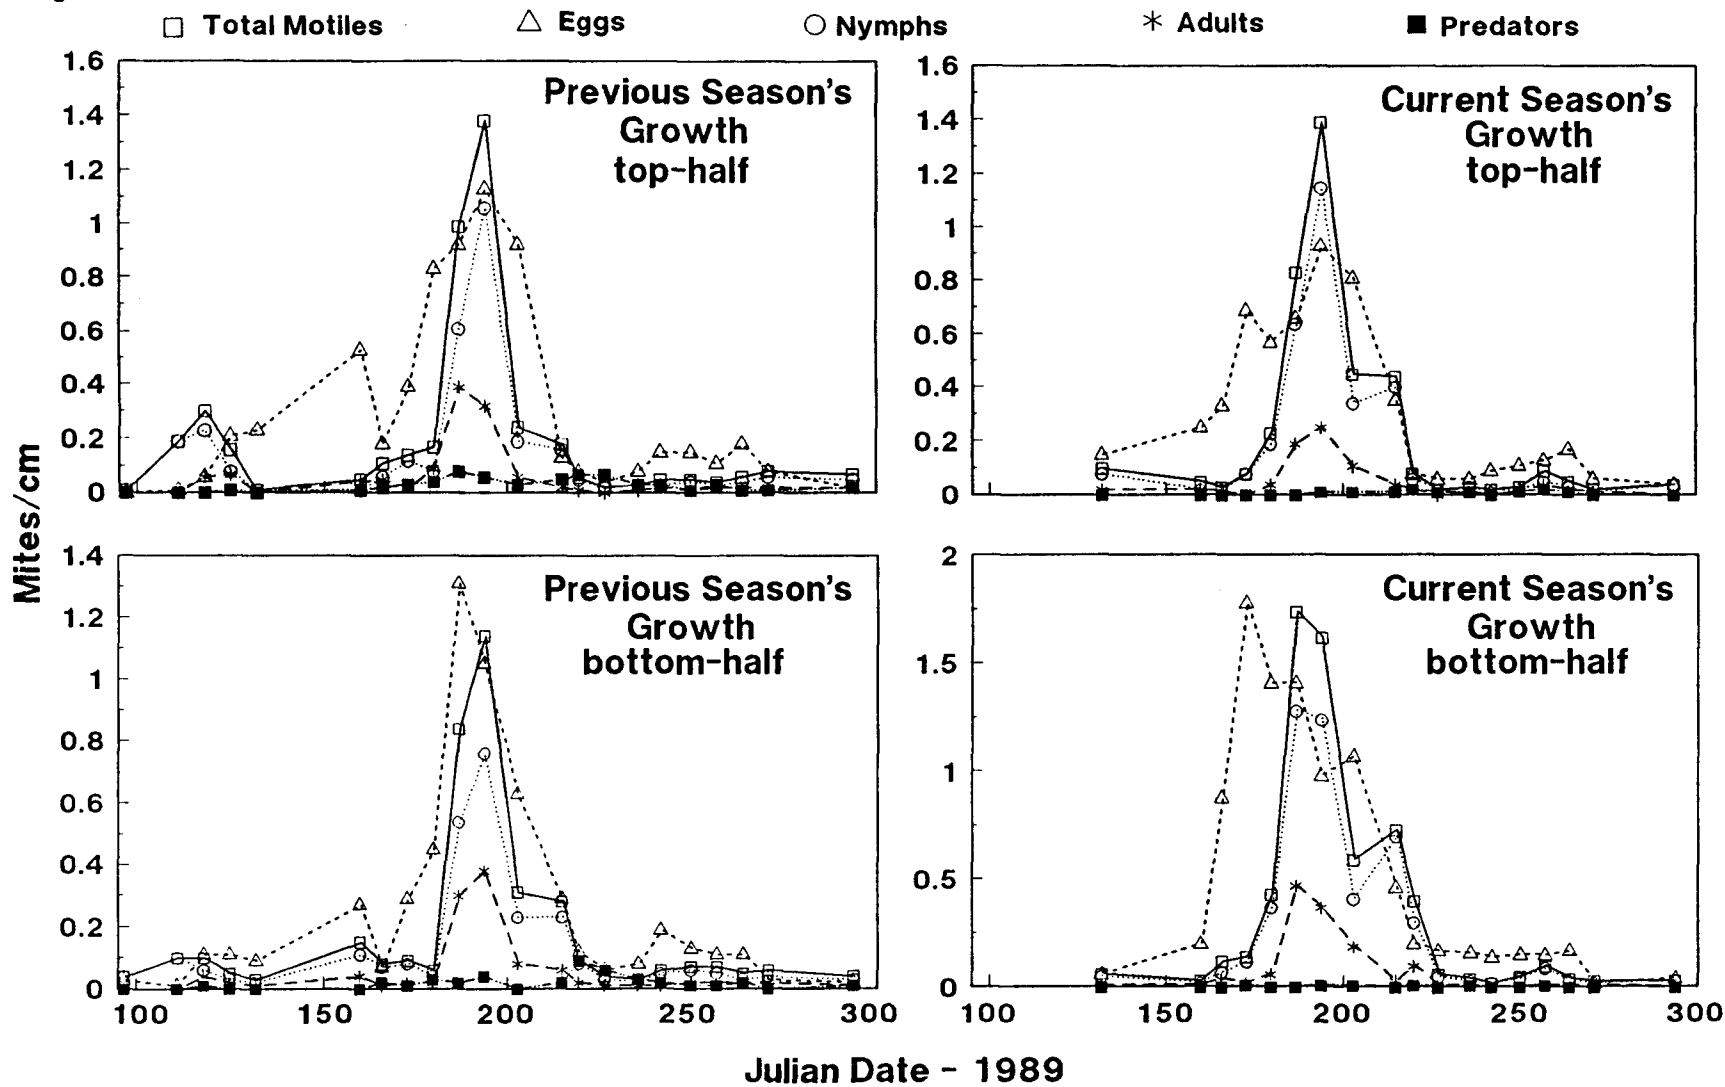 Total Motiles Eggs Nymphs Adults Predators
Mites/cm
1.6
1.4
1.2
1
0.8
0.6
0.4
0.2
0
Previous Season's
Growth
top-half
1.6
1.4
1.2
1
0.8
0.6
0.4
0.2
0
Current Season's
Growth
top-half
1.4
1.2
1
0.8
0.6
0.4
0.2
0
Previous Season's
Growth
bottom-half
100 150 200 250 300
2
1.5
1
0.5
0
Current Season's
Growth
bottom-half
100 150 200 250 300
Julian Date - 1989